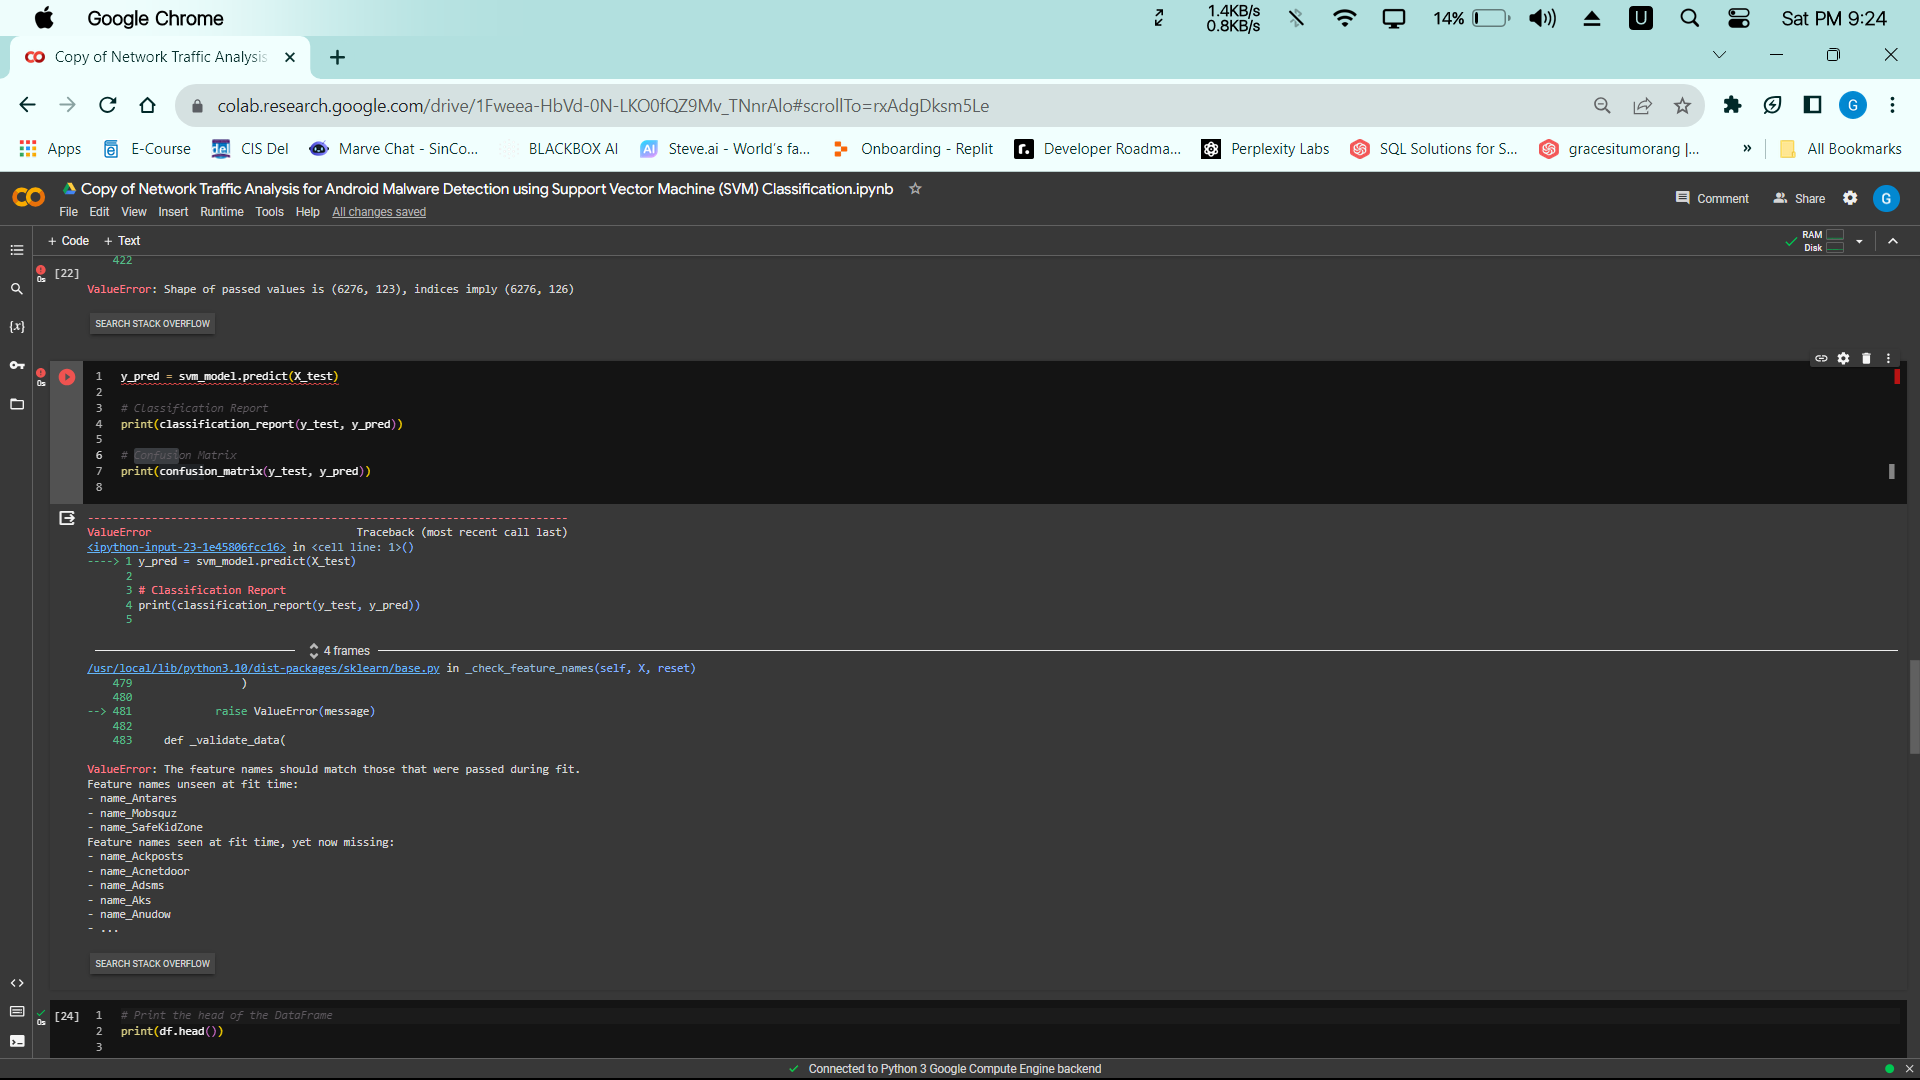 Google Chrome
1.4KB/s
0.8KB/s
14%
U
Sat PM 9:24
Copy of Network Traffic Analysis
colab.research.google.com/drive/1Fweea-HbVd-0N-LKO0fQZ9Mv_TNnrAlo#scrollTo=rxAdgDksm5Le
G
Apps
E-Course
del CIS Del
Marve Chat - SinCo...
BLACKBOX AI
AI Steve.ai - World's fa...
Onboarding - Replit
r. Developer Roadma...
Perplexity Labs
SQL Solutions for S...
gracesitumorang |...
»
All Bookmarks
CO
Copy of Network Traffic Analysis for Android Malware Detection using Support Vector Machine (SVM) Classification.ipynb
File Edit View Insert Runtime Tools Help All changes saved
Comment
Share
G
+ Code + Text
RAM
Disk
422
0s
[22]
ValueError: Shape of passed values is (6276, 123), indices imply (6276, 126)
SEARCH STACK OVERFLOW
{x}
0s
1 y_pred = svm_model.predict(X_test)
2
3 # Classification Report
4 print(classification_report(y_test, y_pred))
5
6 # Confusion Matrix
7 print(confusion_matrix(y_test, y_pred))
8
---------------------------------------------------------------------------
ValueError Traceback (most recent call last)
<ipython-input-23-1e45806fcc16> in <cell line: 1>()
----> 1 y_pred = svm_model.predict(X_test)
2
3 # Classification Report
4 print(classification_report(y_test, y_pred))
5
4 frames
/usr/local/lib/python3.10/dist-packages/sklearn/base.py in _check_feature_names(self, X, reset)
479 )
480
--> 481 raise ValueError(message)
482
483 def _validate_data(
ValueError: The feature names should match those that were passed during fit.
Feature names unseen at fit time:
- name_Antares
- name_Mobsquz
- name_SafeKidZone
Feature names seen at fit time, yet now missing:
- name_Ackposts
- name_Acnetdoor
- name_Adsms
- name_Aks
- name_Anudow
- ...
SEARCH STACK OVERFLOW
0s
[24]
1 # Print the head of the DataFrame
2 print(df.head())
3
Connected to Python 3 Google Compute Engine backend